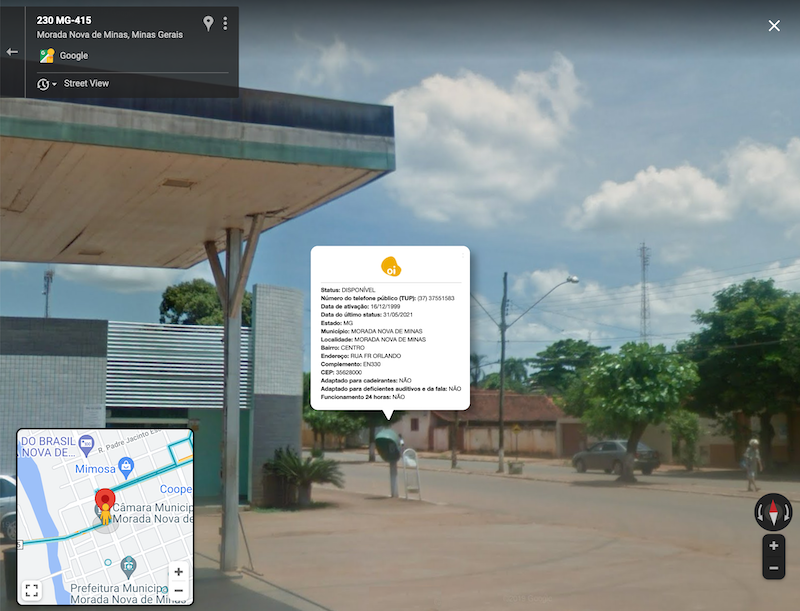 230 MG-415
Morada Nova de Minas, Minas Gerais
Google
Street View
oi
Status: DISPONÍVEL
Número do telefone público (TUP): (37) 37551583
Data de ativação: 16/12/1999
Data do último status: 31/05/2021
Estado: MG
Município: MORADA NOVA DE MINAS
Localidade: MORADA NOVA DE MINAS
Bairro: CENTRO
Endereço: RUA FR ORLANDO
Complemento: EN330
CEP: 35628000
Adaptado para cadeirantes: NÃO
Adaptado para deficientes auditivos e da fala: NÃO
Funcionamento 24 horas: NÃO
DO BRASIL
NOVA DE...
R. Padre Jacinto Es
Mimosa
Coope
Câmara Municip
Morada Nova de
Prefeitura Municipa
Morada Nova de Minas